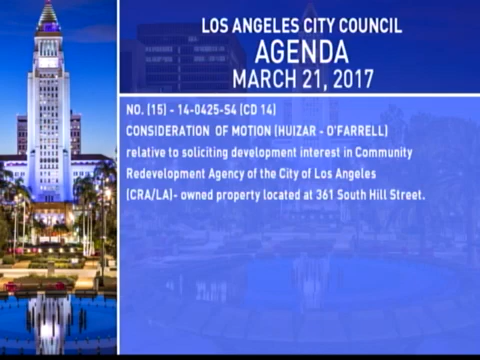 LOS ANGELES CITY COUNCIL
AGENDA
MARCH 21, 2017
NO. (15) - 14-0425-S4 (CD 14)
CONSIDERATION OF MOTION (HUIZAR - O'FARRELL)
relative to soliciting development interest in Community
Redevelopment Agency of the City of Los Angeles
(CRA/LA)- owned property located at 361 South Hill Street.